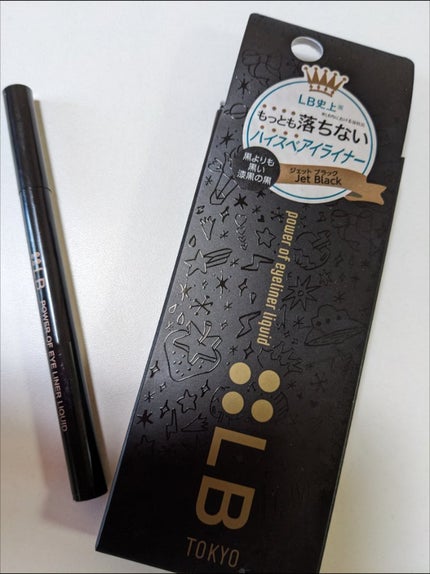 LB史上※
もっとも落ちない
ハイスペアイライナー
黒よりも
黒い
漆黒の黒
ジェット ブラック
Jet Black
power of eyeliner liquid
LB
TOKYO
LB
POWER OF EYE LINER LIQUID